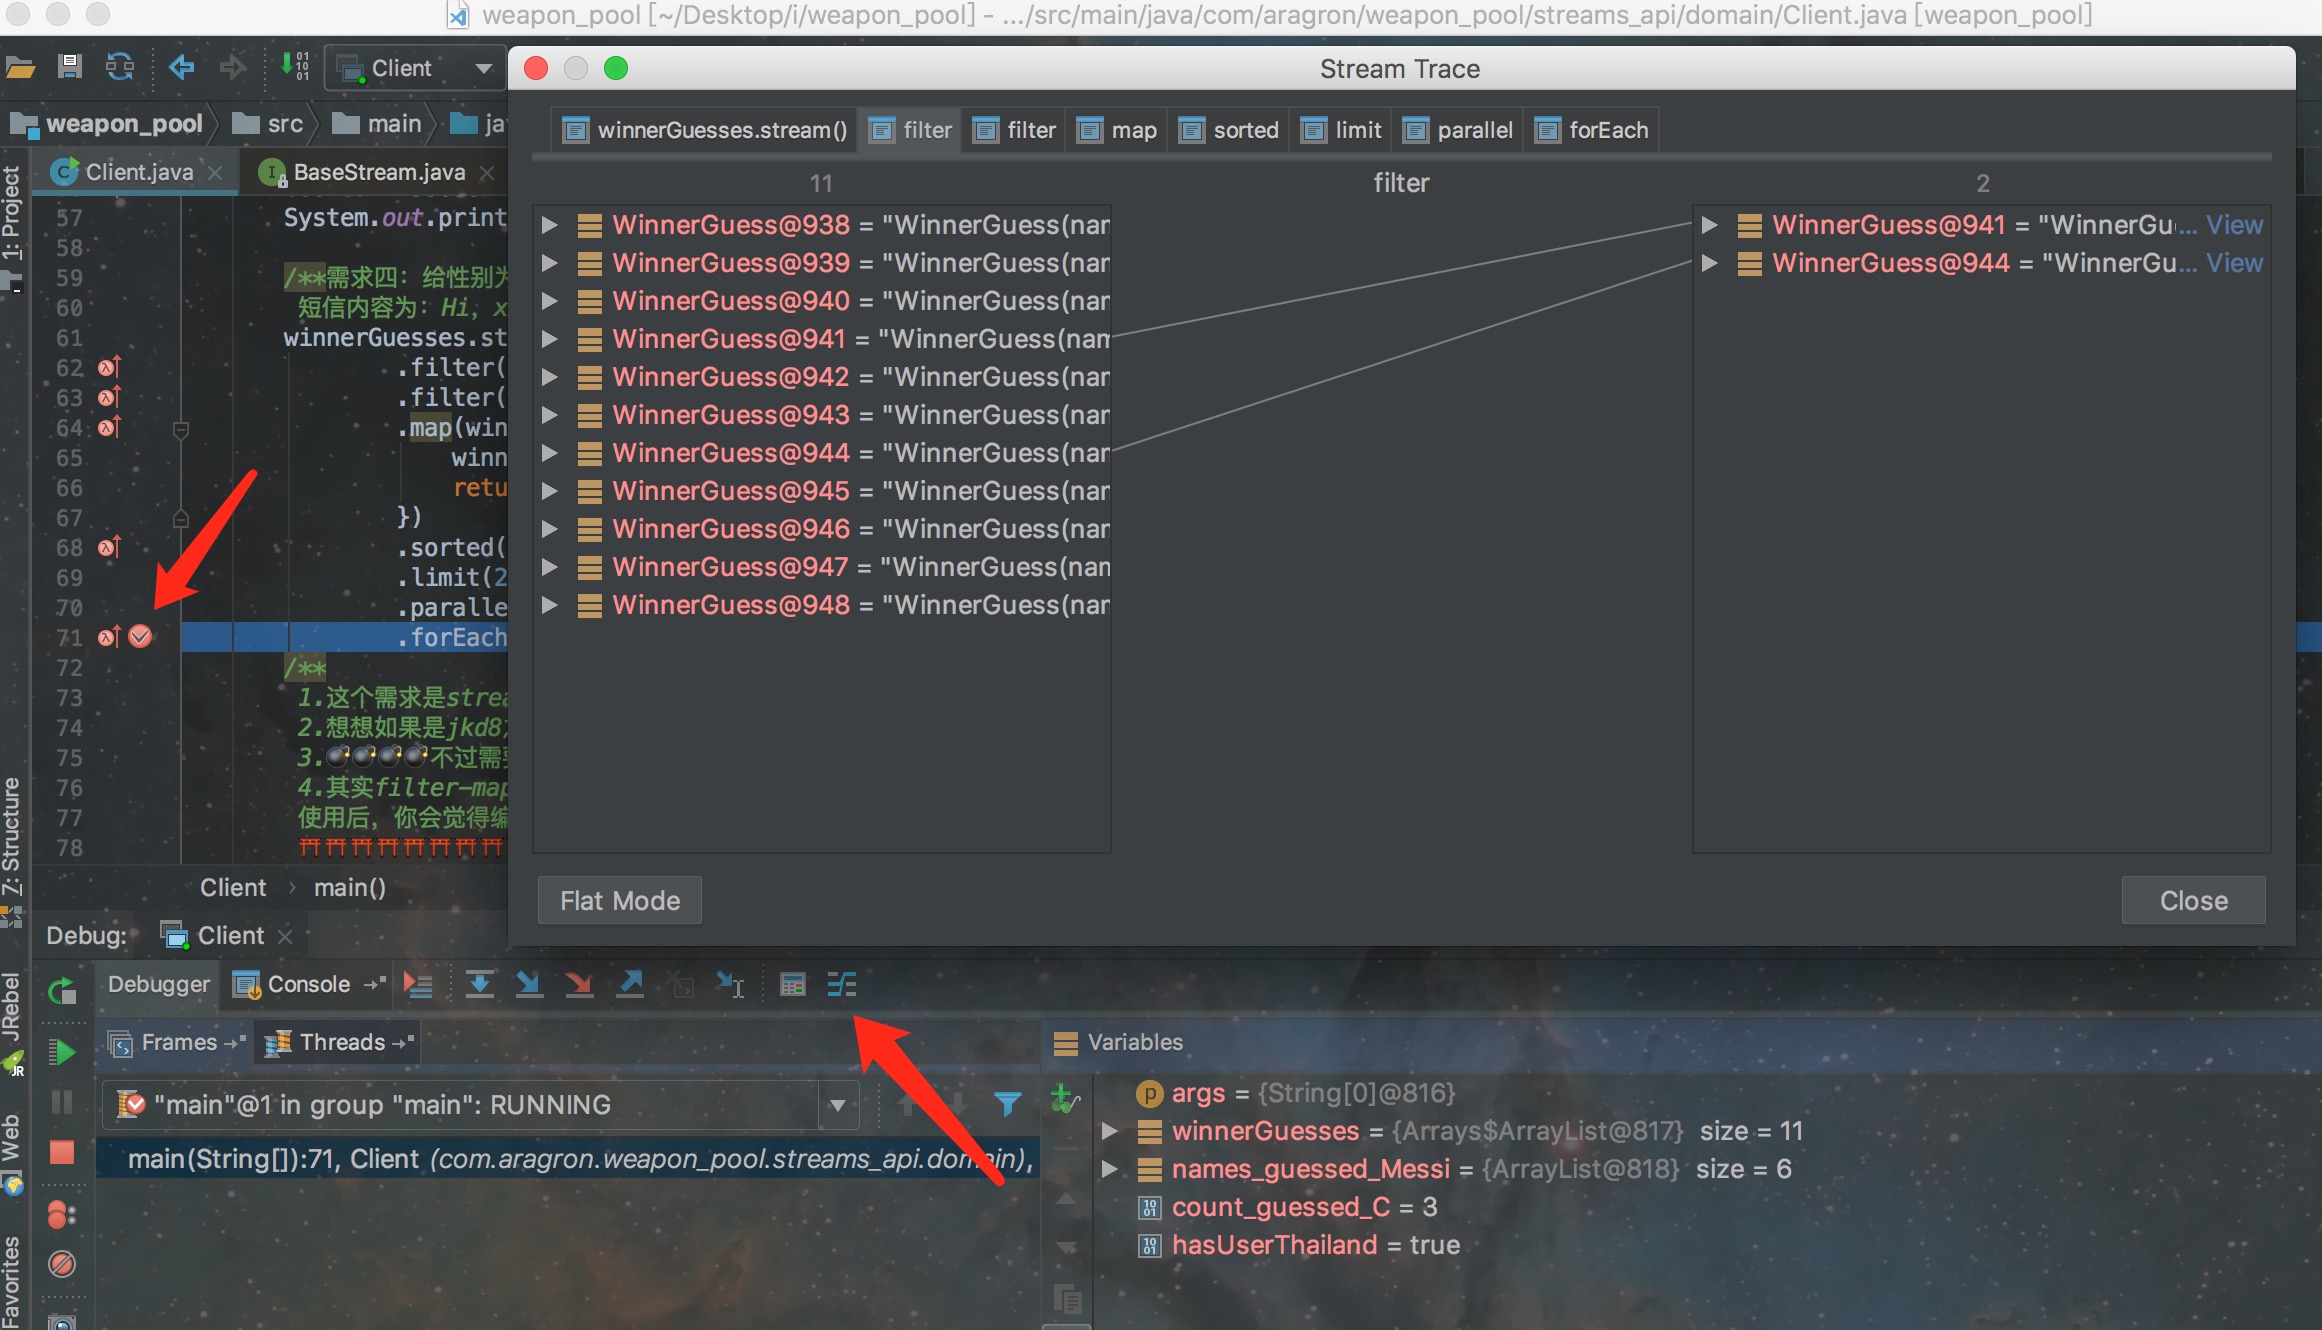 weapon_pool [~/Desktop/i/weapon_pool] - .../src/main/java/com/aragron/weapon_pool/streams_api/domain/Client.java [weapon_pool]
Client
Stream Trace
weapon_pool src main
winnerGuesses.stream() filter filter map sorted limit parallel forEach
Client.java BaseStream.java
11 filter 2
1: Project
7: Structure
JRebel
Web
Favorites
57 System.out.print
58
59 /**需求四：给性别为
60 短信内容为：Hi，x
61 winnerGuesses.st
62 .filter(
63 .filter(
64 .map(win
65 winn
66 retu
67 })
68 .sorted(
69 .limit(2
70 .paralle
71 .forEach
72 /**
73 1.这个需求是strea
74 2.想想如果是jkd8
75 3.💣💣💣💣不过需要
76 4.其实filter-map
77 使用后，你会觉得编
78 ⛩⛩⛩⛩⛩⛩⛩⛩
WinnerGuess@938 = "WinnerGuess(nar
WinnerGuess@939 = "WinnerGuess(nar
WinnerGuess@940 = "WinnerGuess(nar
WinnerGuess@941 = "WinnerGuess(nam
WinnerGuess@942 = "WinnerGuess(nar
WinnerGuess@943 = "WinnerGuess(nar
WinnerGuess@944 = "WinnerGuess(nar
WinnerGuess@945 = "WinnerGuess(nar
WinnerGuess@946 = "WinnerGuess(nar
WinnerGuess@947 = "WinnerGuess(nam
WinnerGuess@948 = "WinnerGuess(nar
WinnerGuess@941 = "WinnerGu... View
WinnerGuess@944 = "WinnerGu... View
Flat Mode Close
Client › main()
Debug: Client
Debugger Console
Frames Threads
Variables
"main"@1 in group "main": RUNNING
main(String[]):71, Client (com.aragron.weapon_pool.streams_api.domain),
args = {String[0]@816}
winnerGuesses = {Arrays$ArrayList@817} size = 11
names_guessed_Messi = {ArrayList@818} size = 6
count_guessed_C = 3
hasUserThailand = true